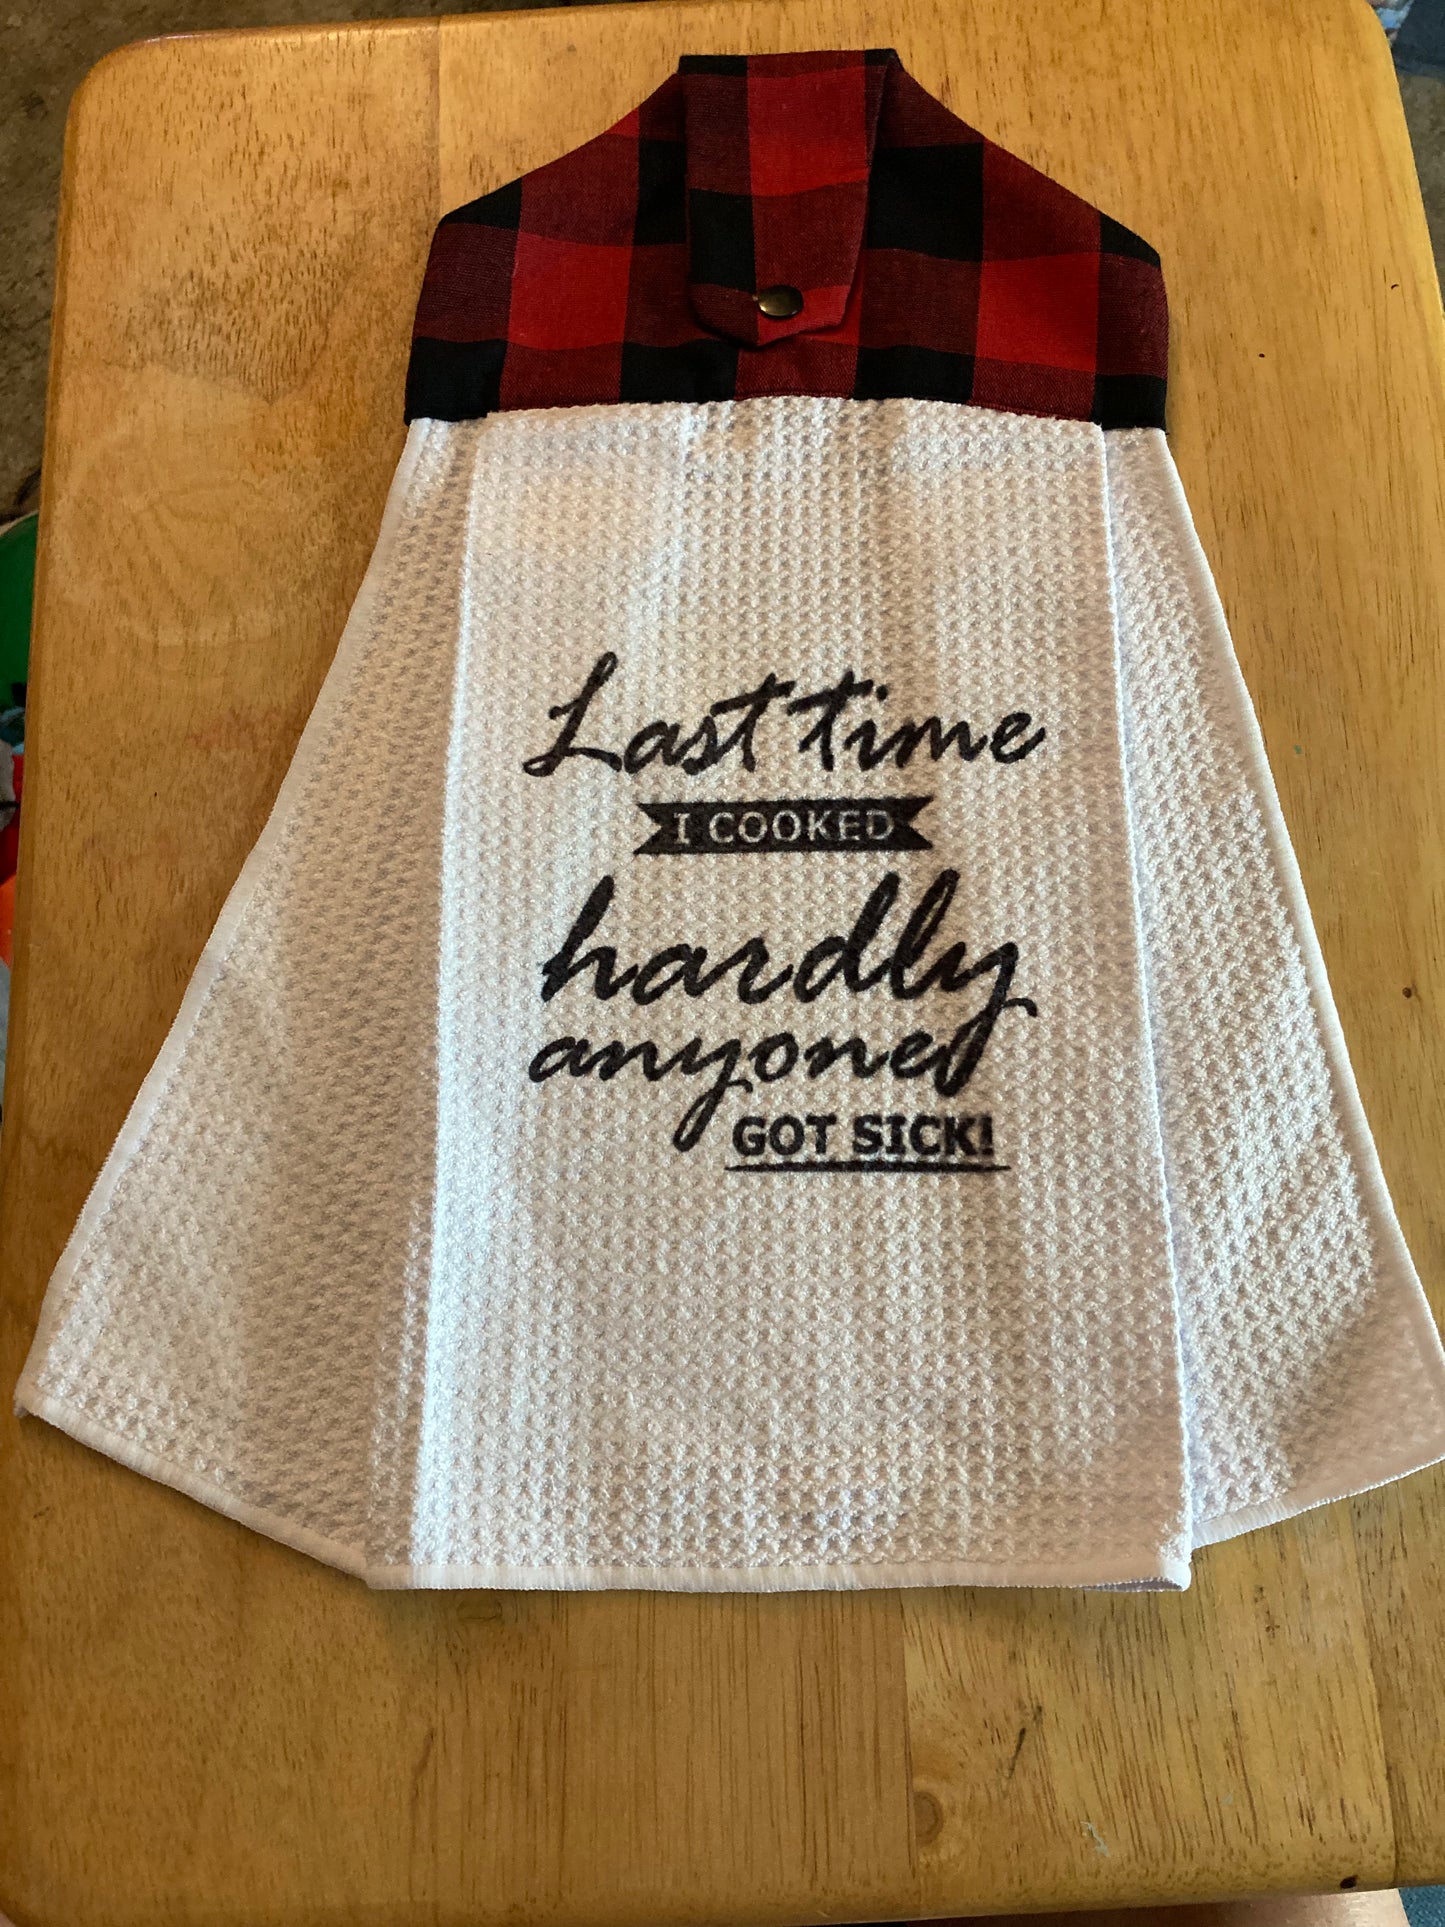 Last time
I COOKED
hardly
anyone
GOT SICK!